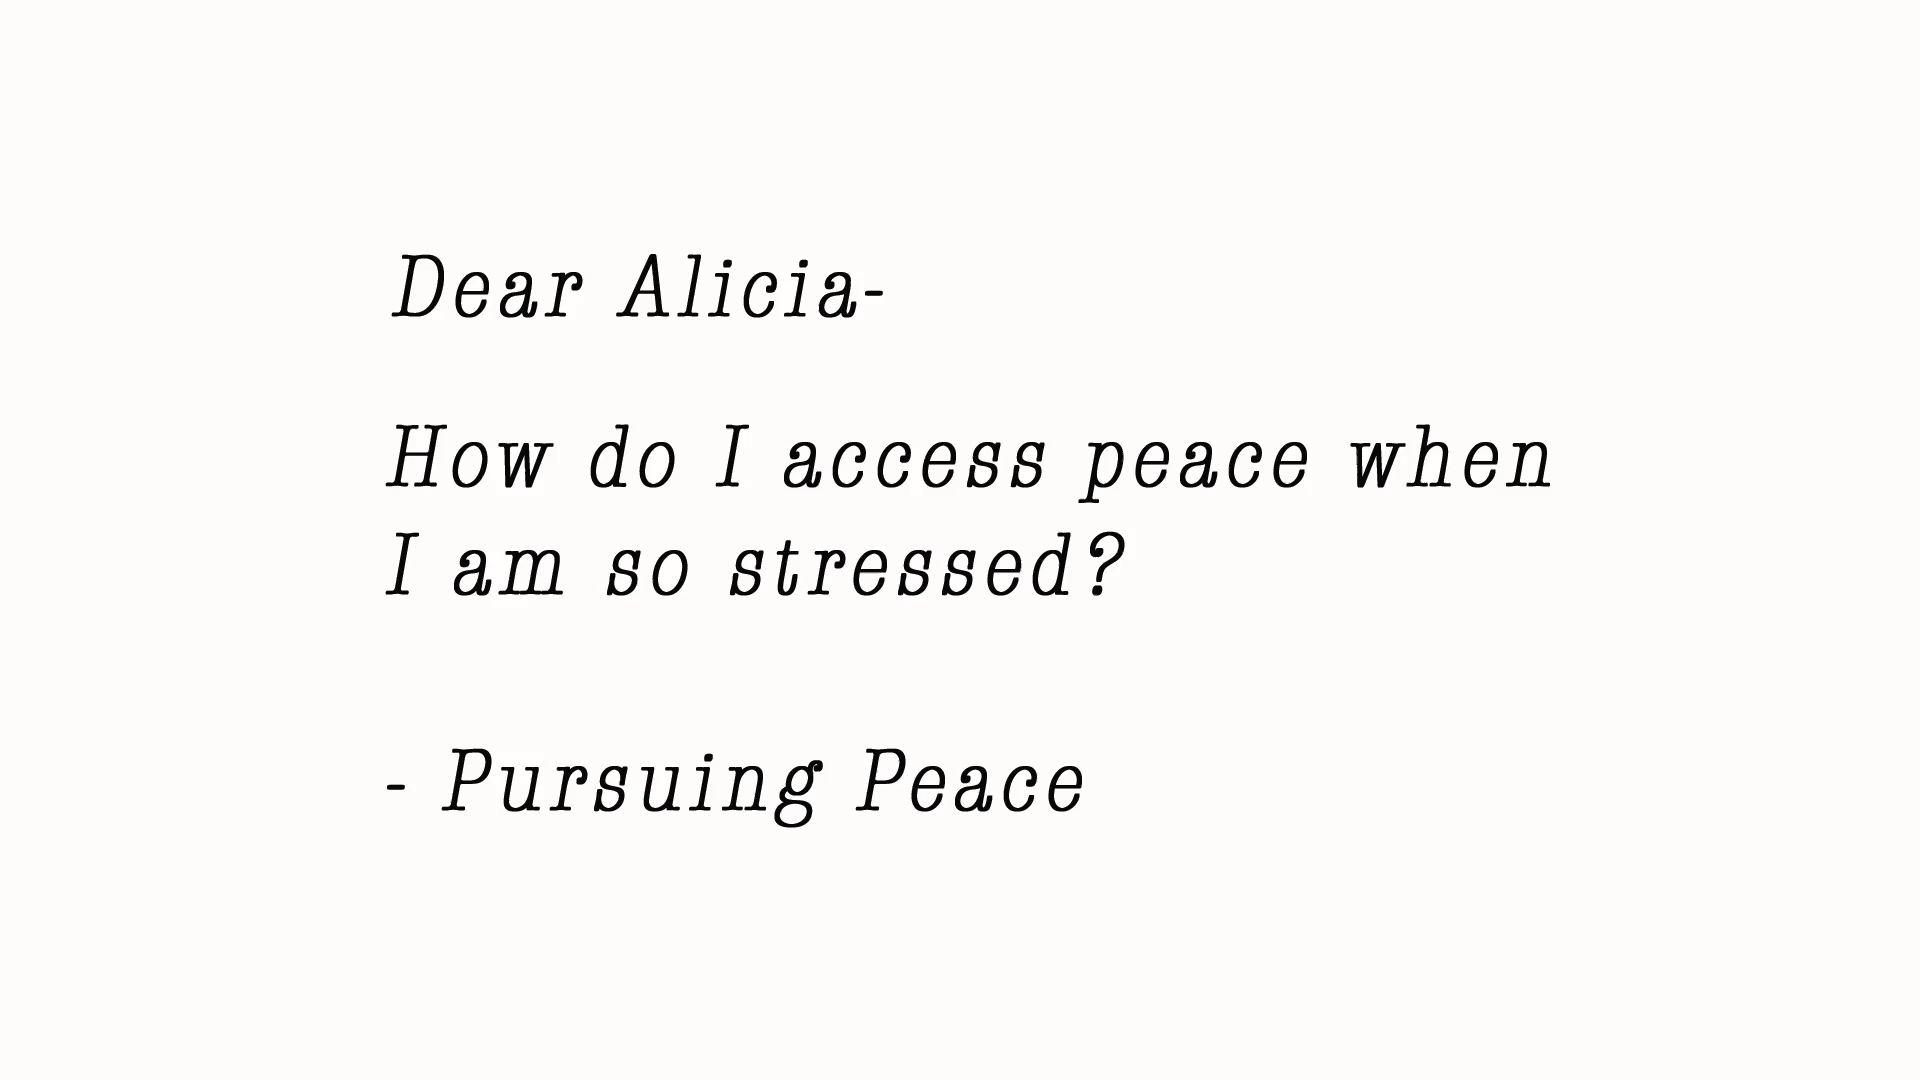 Dear Alicia-
How do I access peace when
I am so stressed?
- Pursuing Peace